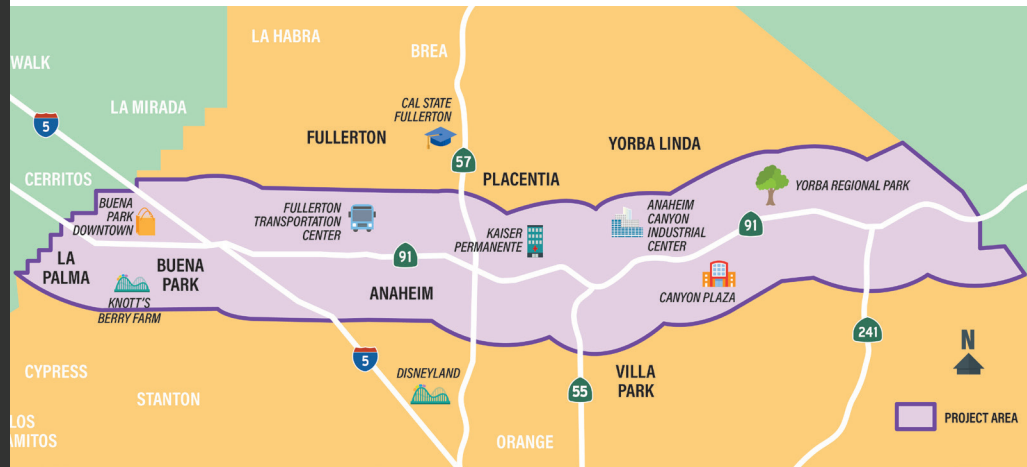 LA HABRA
BREA
WALK
LA MIRADA
5
CAL STATE
FULLERTON
FULLERTON
57
YORBA LINDA
PLACENTIA
CERRITOS
BUENA
PARK
DOWNTOWN
FULLERTON
TRANSPORTATION
CENTER
KAISER
PERMANENTE
ANAHEIM
CANYON
INDUSTRIAL
CENTER
YORBA REGIONAL PARK
91
91
LA
PALMA
BUENA
PARK
ANAHEIM
KNOTT'S
BERRY FARM
CANYON PLAZA
241
N
5
DISNEYLAND
55
VILLA
PARK
CYPRESS
STANTON
ORANGE
LOS
AMITOS
PROJECT AREA